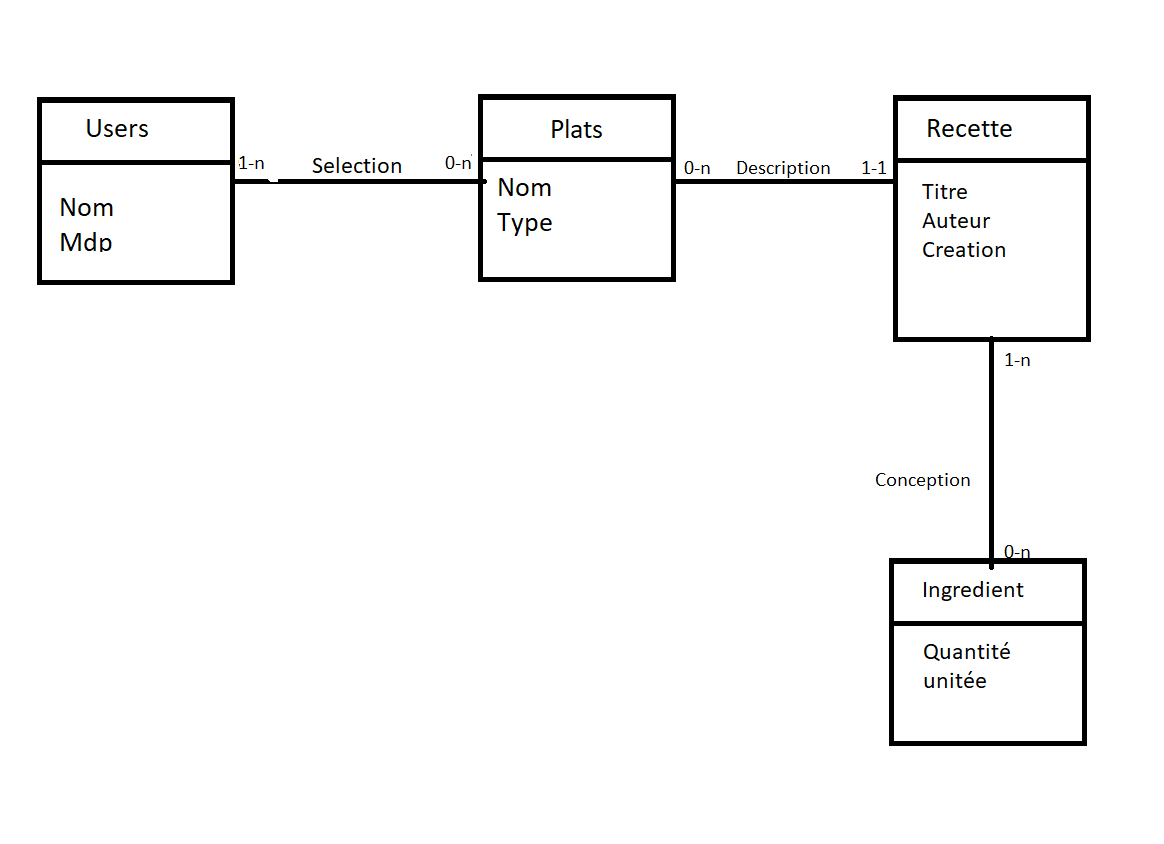 Users
Nom
Mdp
1-n
Selection
0-n
Plats
Nom
Type
0-n
Description
1-1
Recette
Titre
Auteur
Creation
1-n
Conception
0-n
Ingredient
Quantité
unitée